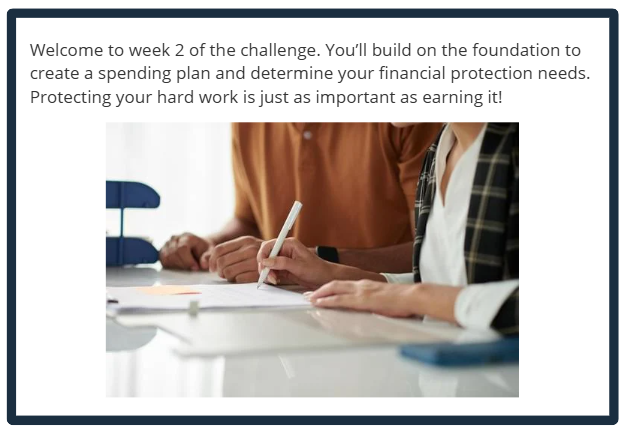 Welcome to week 2 of the challenge. You’ll build on the foundation to
create a spending plan and determine your financial protection needs.
Protecting your hard work is just as important as earning it!